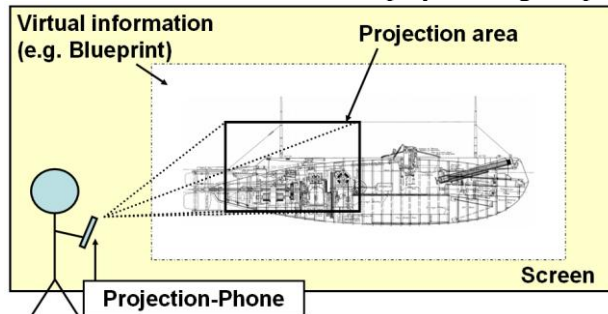 Virtual information
(e.g. Blueprint)
Projection area
Screen
Projection-Phone